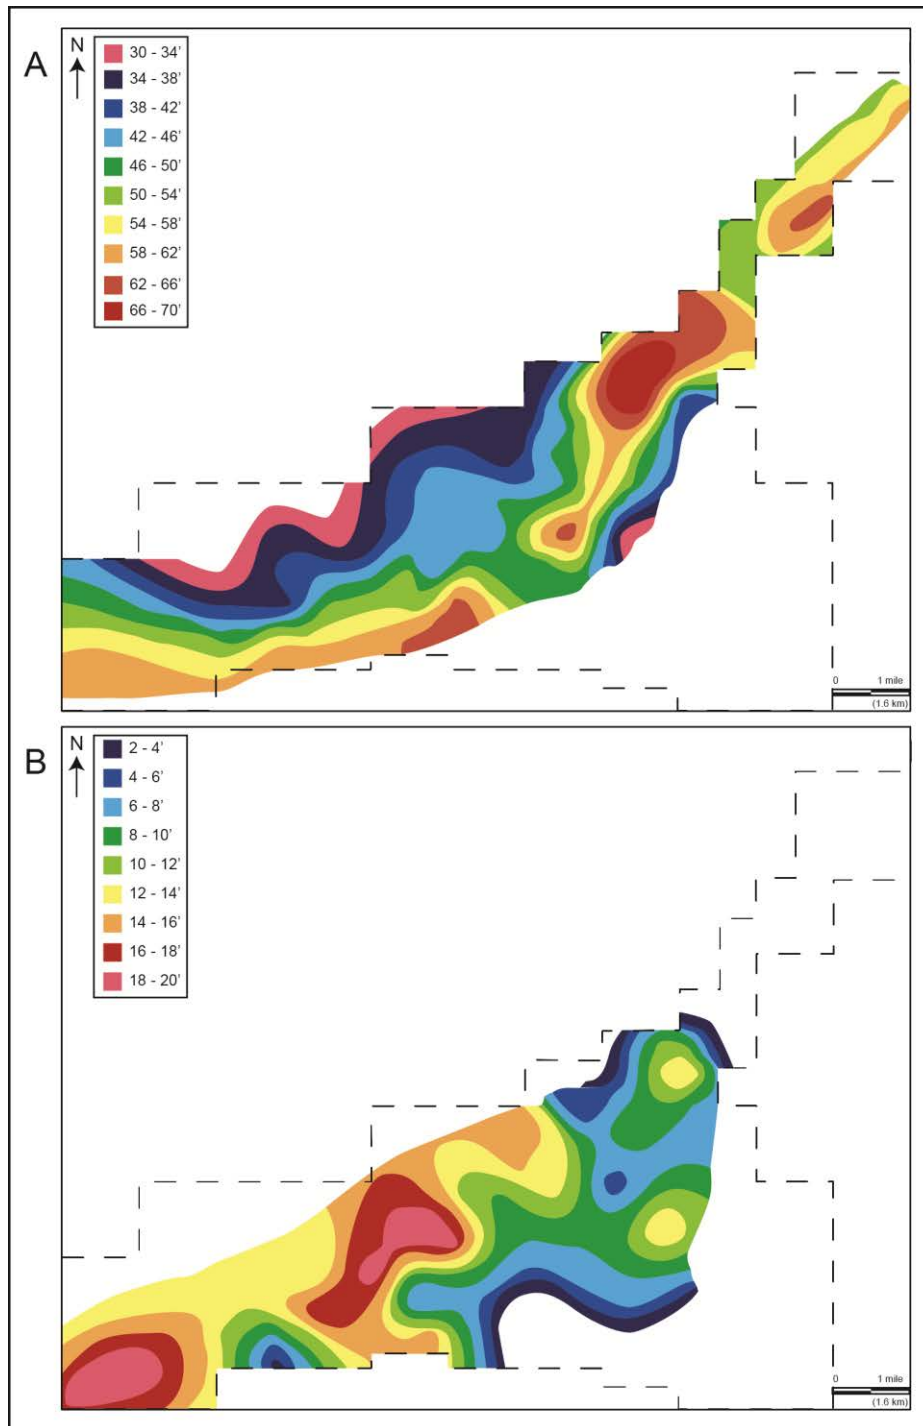 A
N
30 - 34'
34 - 38'
38 - 42'
42 - 46'
46 - 50'
50 - 54'
54 - 58'
58 - 62'
62 - 66'
66 - 70'
0 1 mile
(1.6 km)
B
N
2 - 4'
4 - 6'
6 - 8'
8 - 10'
10 - 12'
12 - 14'
14 - 16'
16 - 18'
18 - 20'
0 1 mile
(1.6 km)